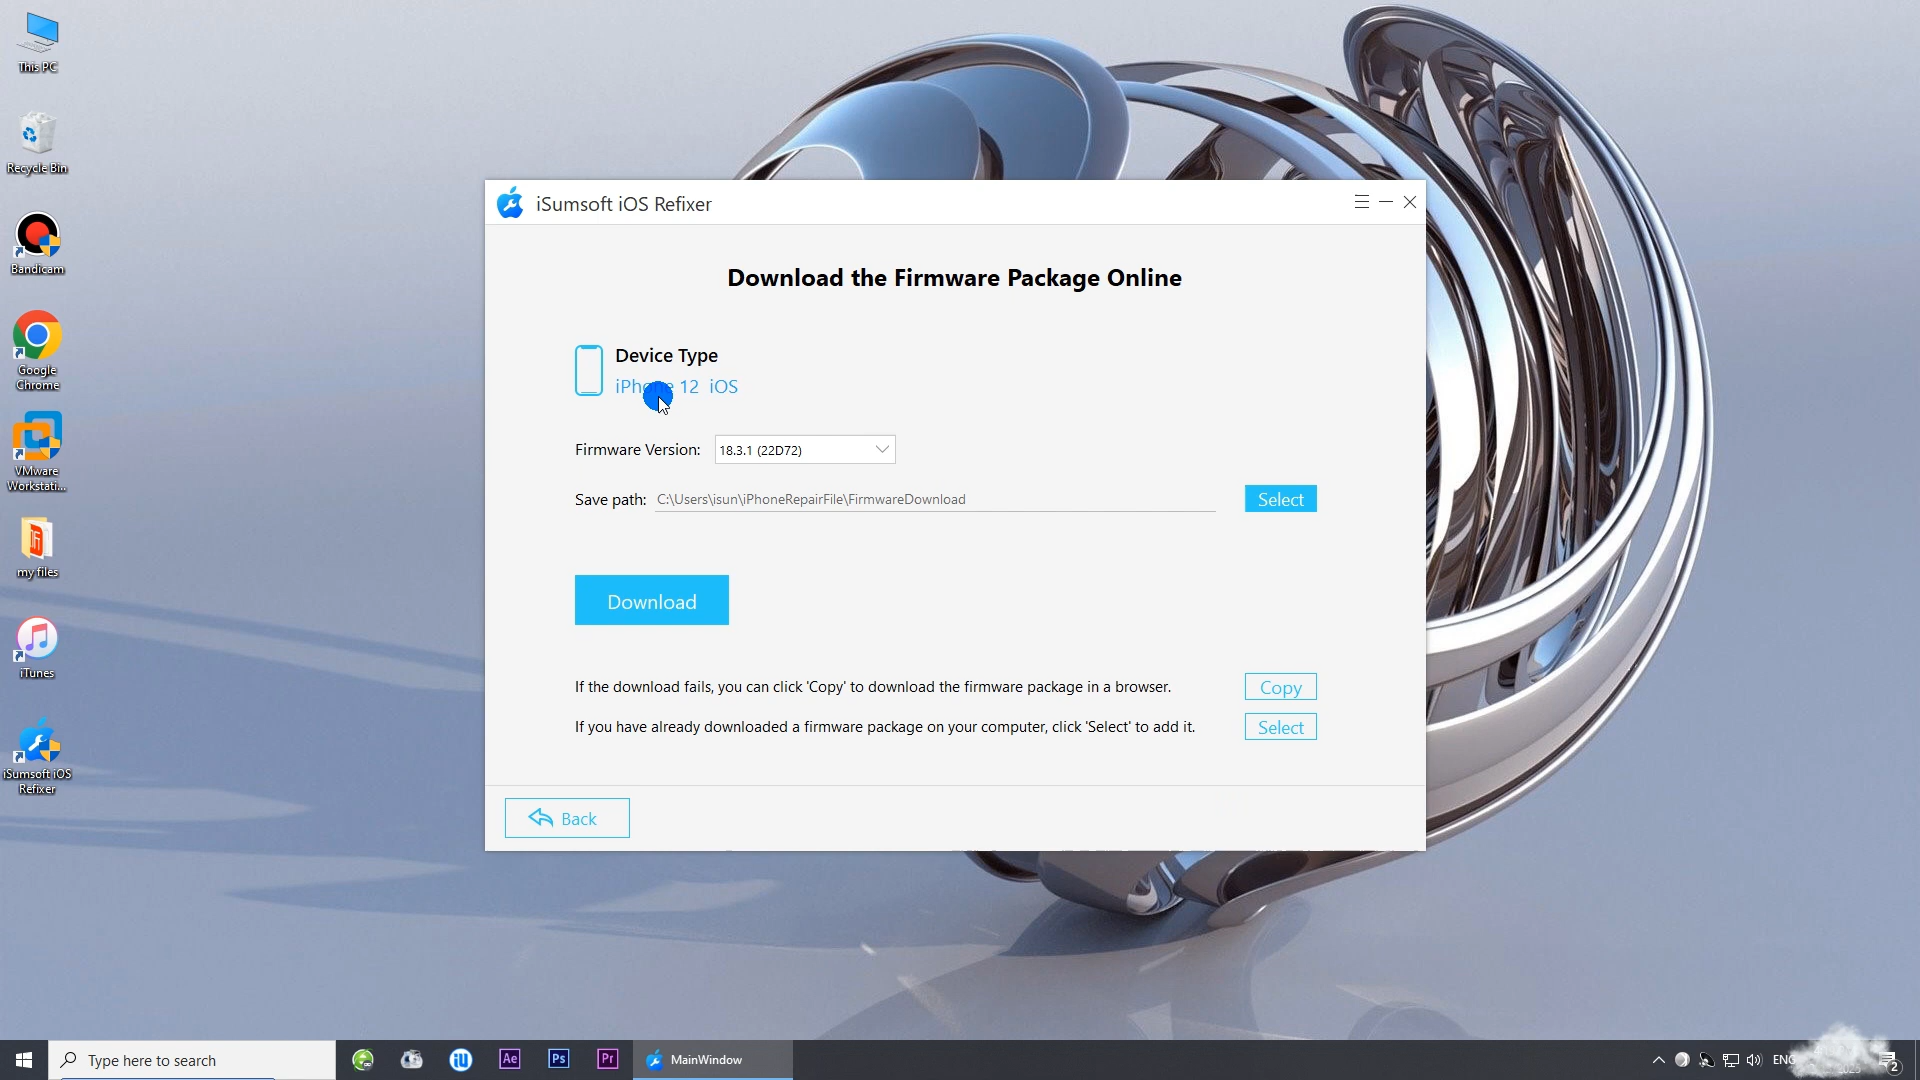 This PC
Recycle Bin
Bandicam
Google
Chrome
VMware
Workstati...
my files
iTunes
iSumsoft iOS
Refixer
iSumsoft iOS Refixer
Download the Firmware Package Online
Device Type
iPhone 12 iOS
Firmware Version: 18.3.1 (22D72)
Save path: C:\Users\isun\iPhoneRepairFile\FirmwareDownload Select
Download
If the download fails, you can click 'Copy' to download the firmware package in a browser. Copy
If you have already downloaded a firmware package on your computer, click 'Select' to add it. Select
Back
Type here to search
iU
Ae
Ps
Pr
MainWindow
ENG
2